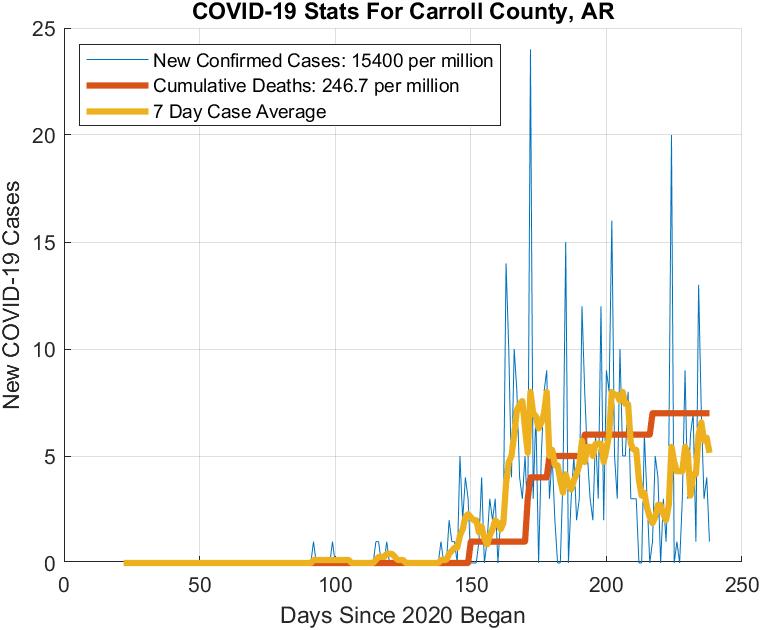 COVID-19 Stats For Carroll County, AR
New Confirmed Cases: 15400 per million
Cumulative Deaths: 246.7 per million
7 Day Case Average
New COVID-19 Cases
25
20
15
10
5
0
0 50 100 150 200 250
Days Since 2020 Began